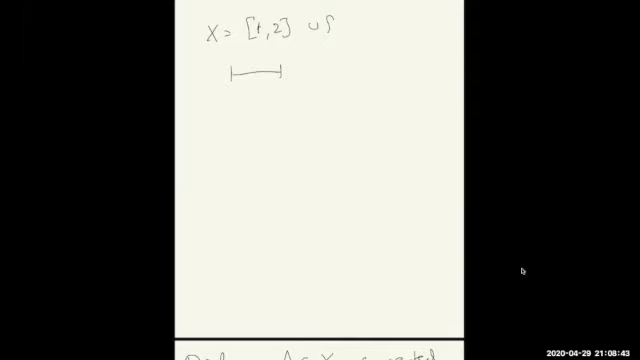 X = [1, 2] ∪ {
A ⊆ X
2020-04-29 21:08:43